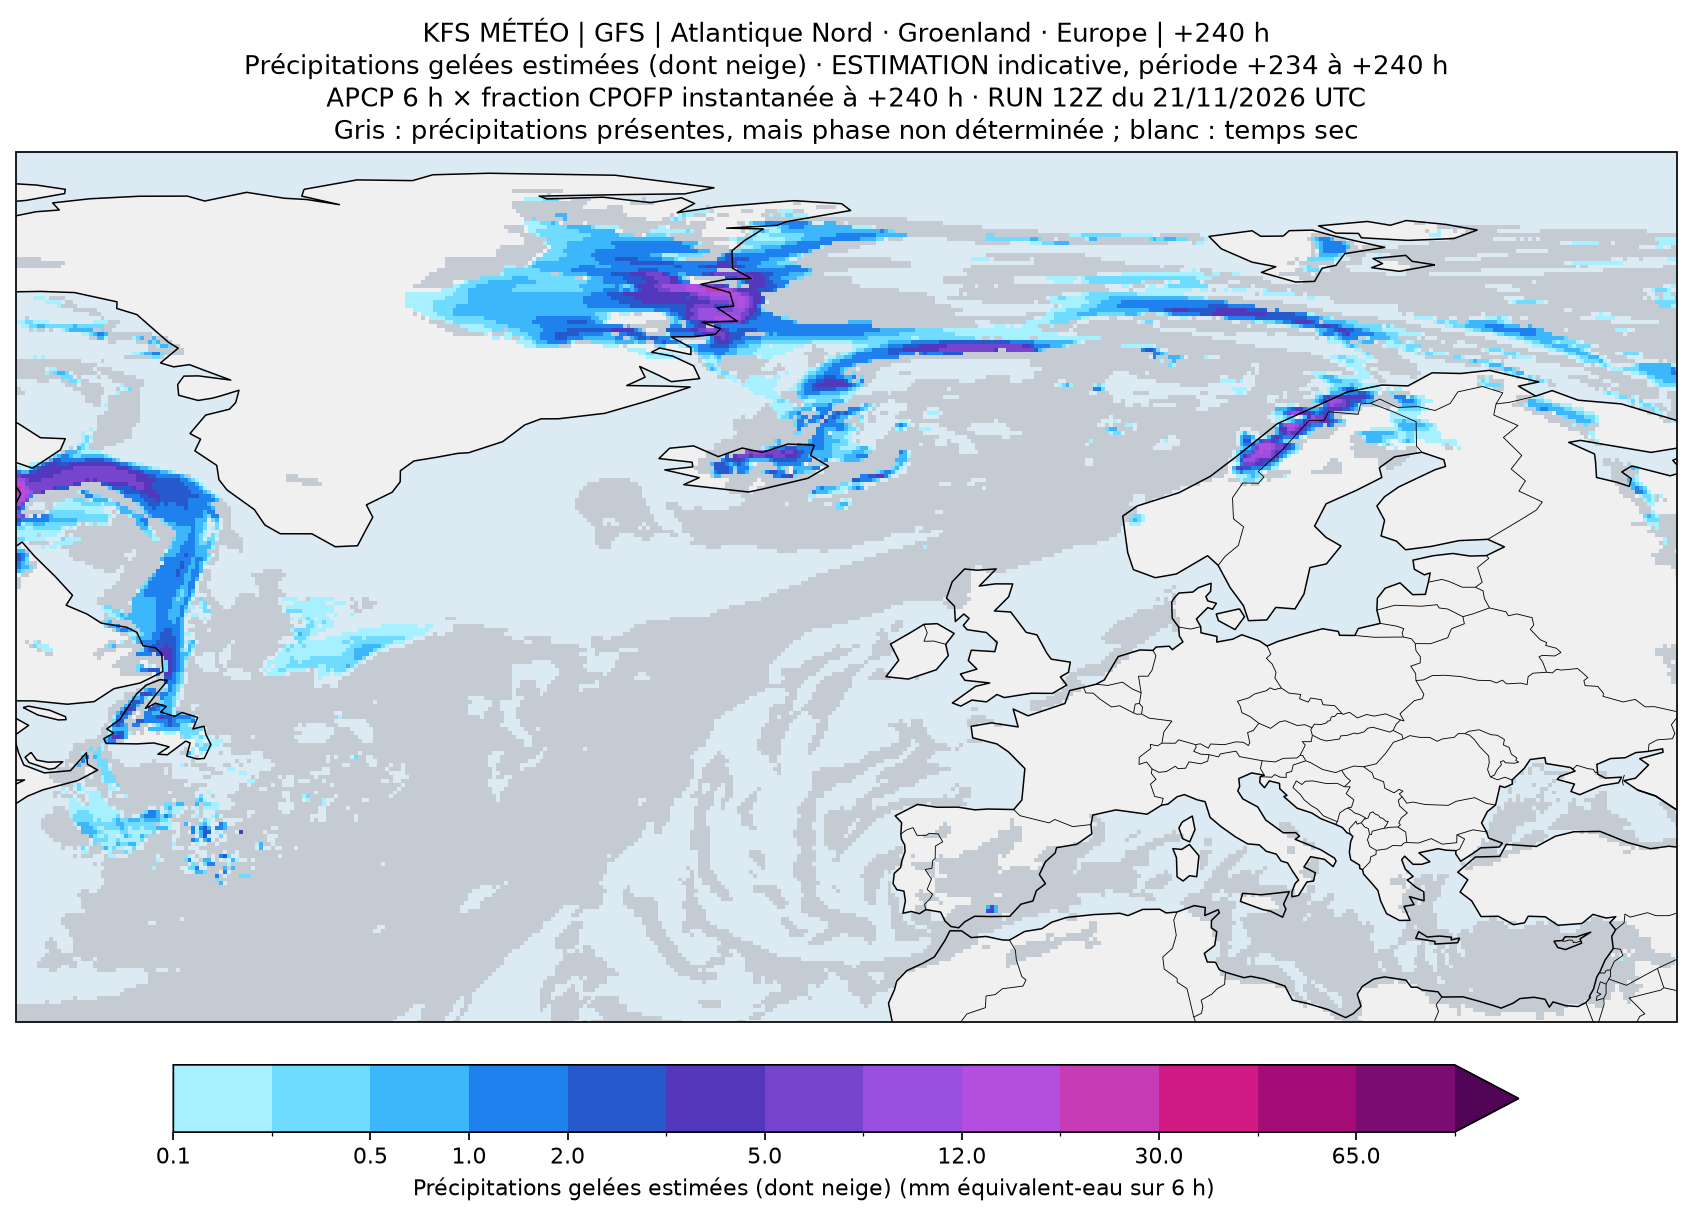 KFS MÉTÉO | GFS | Atlantique Nord · Groenland · Europe | +240 h
Précipitations gelées estimées (dont neige) · ESTIMATION indicative, période +234 à +240 h
APCP 6 h × fraction CPOFP instantanée à +240 h · RUN 12Z du 21/11/2026 UTC
Gris : précipitations présentes, mais phase non déterminée ; blanc : temps sec
0.1 0.5 1.0 2.0 5.0 12.0 30.0 65.0
Précipitations gelées estimées (dont neige) (mm équivalent-eau sur 6 h)